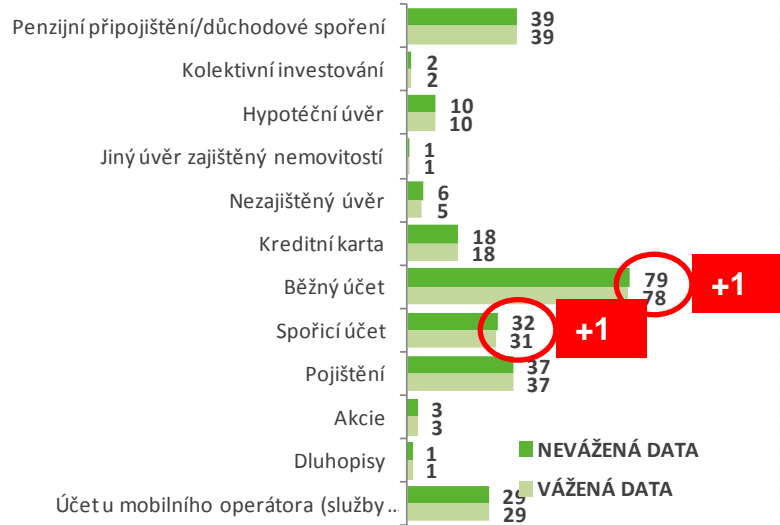 Penzijní připojištění/důchodové spoření 39
39
Kolektivní investování 2
2
Hypotéční úvěr 10
10
Jiný úvěr zajištěný nemovitostí 1
1
Nezajištěný úvěr 6
5
Kreditní karta 18
18
Běžný účet 79
78
+1
Spořicí účet 32
31
+1
Pojištění 37
37
Akcie 3
3
Dluhopisy 1
1
NEVÁŽENÁ DATA
VÁŽENÁ DATA
Účet u mobilního operátora (služby ... 29
29